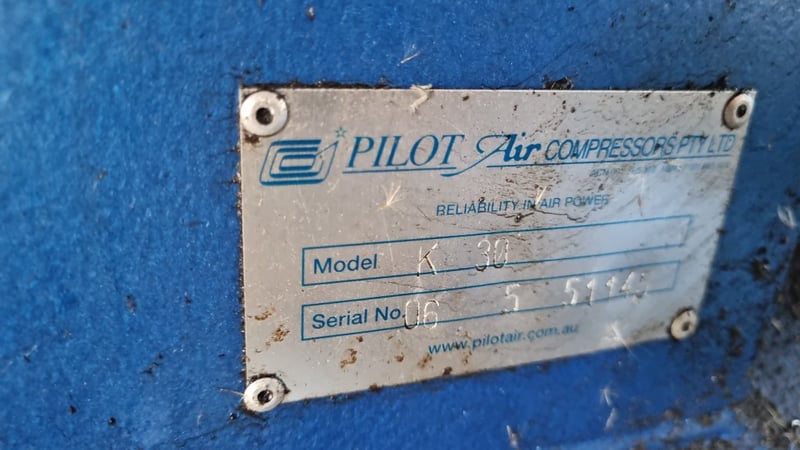 PILOT Air COMPRESSORS PTY LTD
RELIABILITY IN AIR POWER
Model K 30
Serial No. 06 5 5114
www.pilotair.com.au